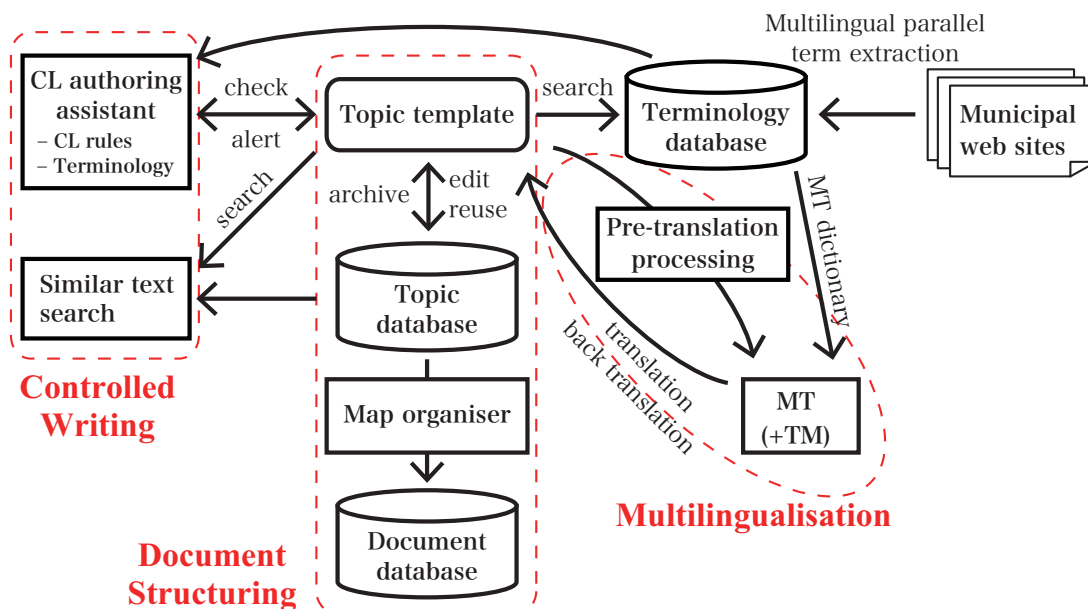 Multilingual parallel
term extraction
CL authoring
assistant
– CL rules
– Terminology
check
alert
Topic template
search
Terminology
database
Municipal
web sites
search
archive
edit
reuse
Pre-translation
processing
MT dictionary
Similar text
search
Topic
database
translation
back translation
Controlled
Writing
Map organiser
MT
(+TM)
Multilingualisation
Document
database
Document
Structuring